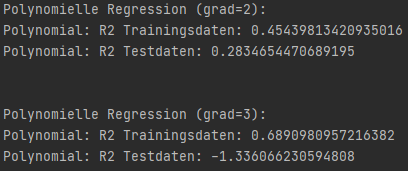 Polynomielle Regression (grad=2):
Polynomial: R2 Trainingsdaten: 0.45439813420935016
Polynomial: R2 Testdaten: 0.2834654470689195
Polynomielle Regression (grad=3):
Polynomial: R2 Trainingsdaten: 0.6890980957216382
Polynomial: R2 Testdaten: -1.336066230594808